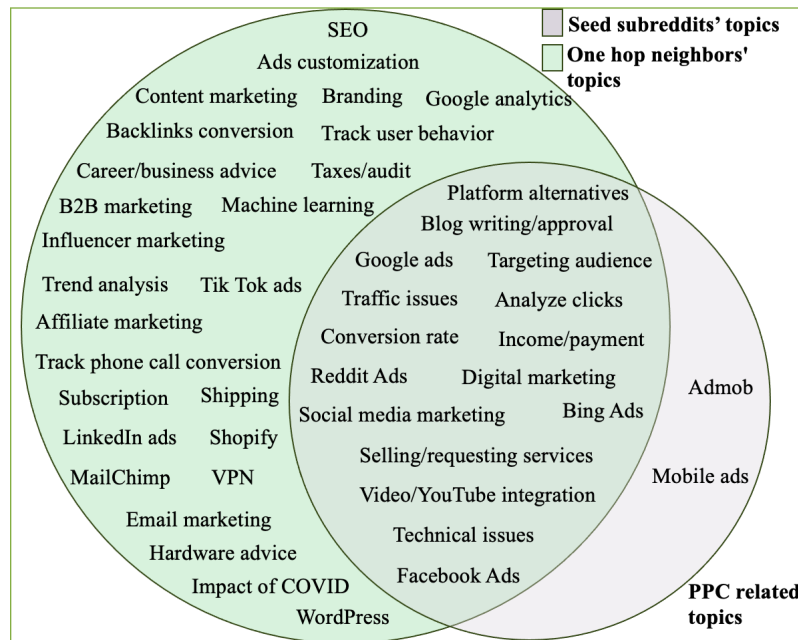 SEO
Seed subreddits' topics
One hop neighbors'
topics
Ads customization
Content marketing Branding Google analytics
Backlinks conversion Track user behavior
Career/business advice Taxes/audit
Platform alternatives
B2B marketing Machine learning
Blog writing/approval
Influencer marketing
Google ads Targeting audience
Trend analysis Tik Tok ads
Traffic issues Analyze clicks
Affiliate marketing
Conversion rate Income/payment
Track phone call conversion
Reddit Ads Digital marketing
Admob
Subscription Shipping
Social media marketing Bing Ads
LinkedIn ads Shopify
Selling/requesting services
MailChimp VPN
Mobile ads
Video/YouTube integration
Email marketing
Technical issues
Hardware advice
Facebook Ads
Impact of COVID
PPC related
topics
WordPress